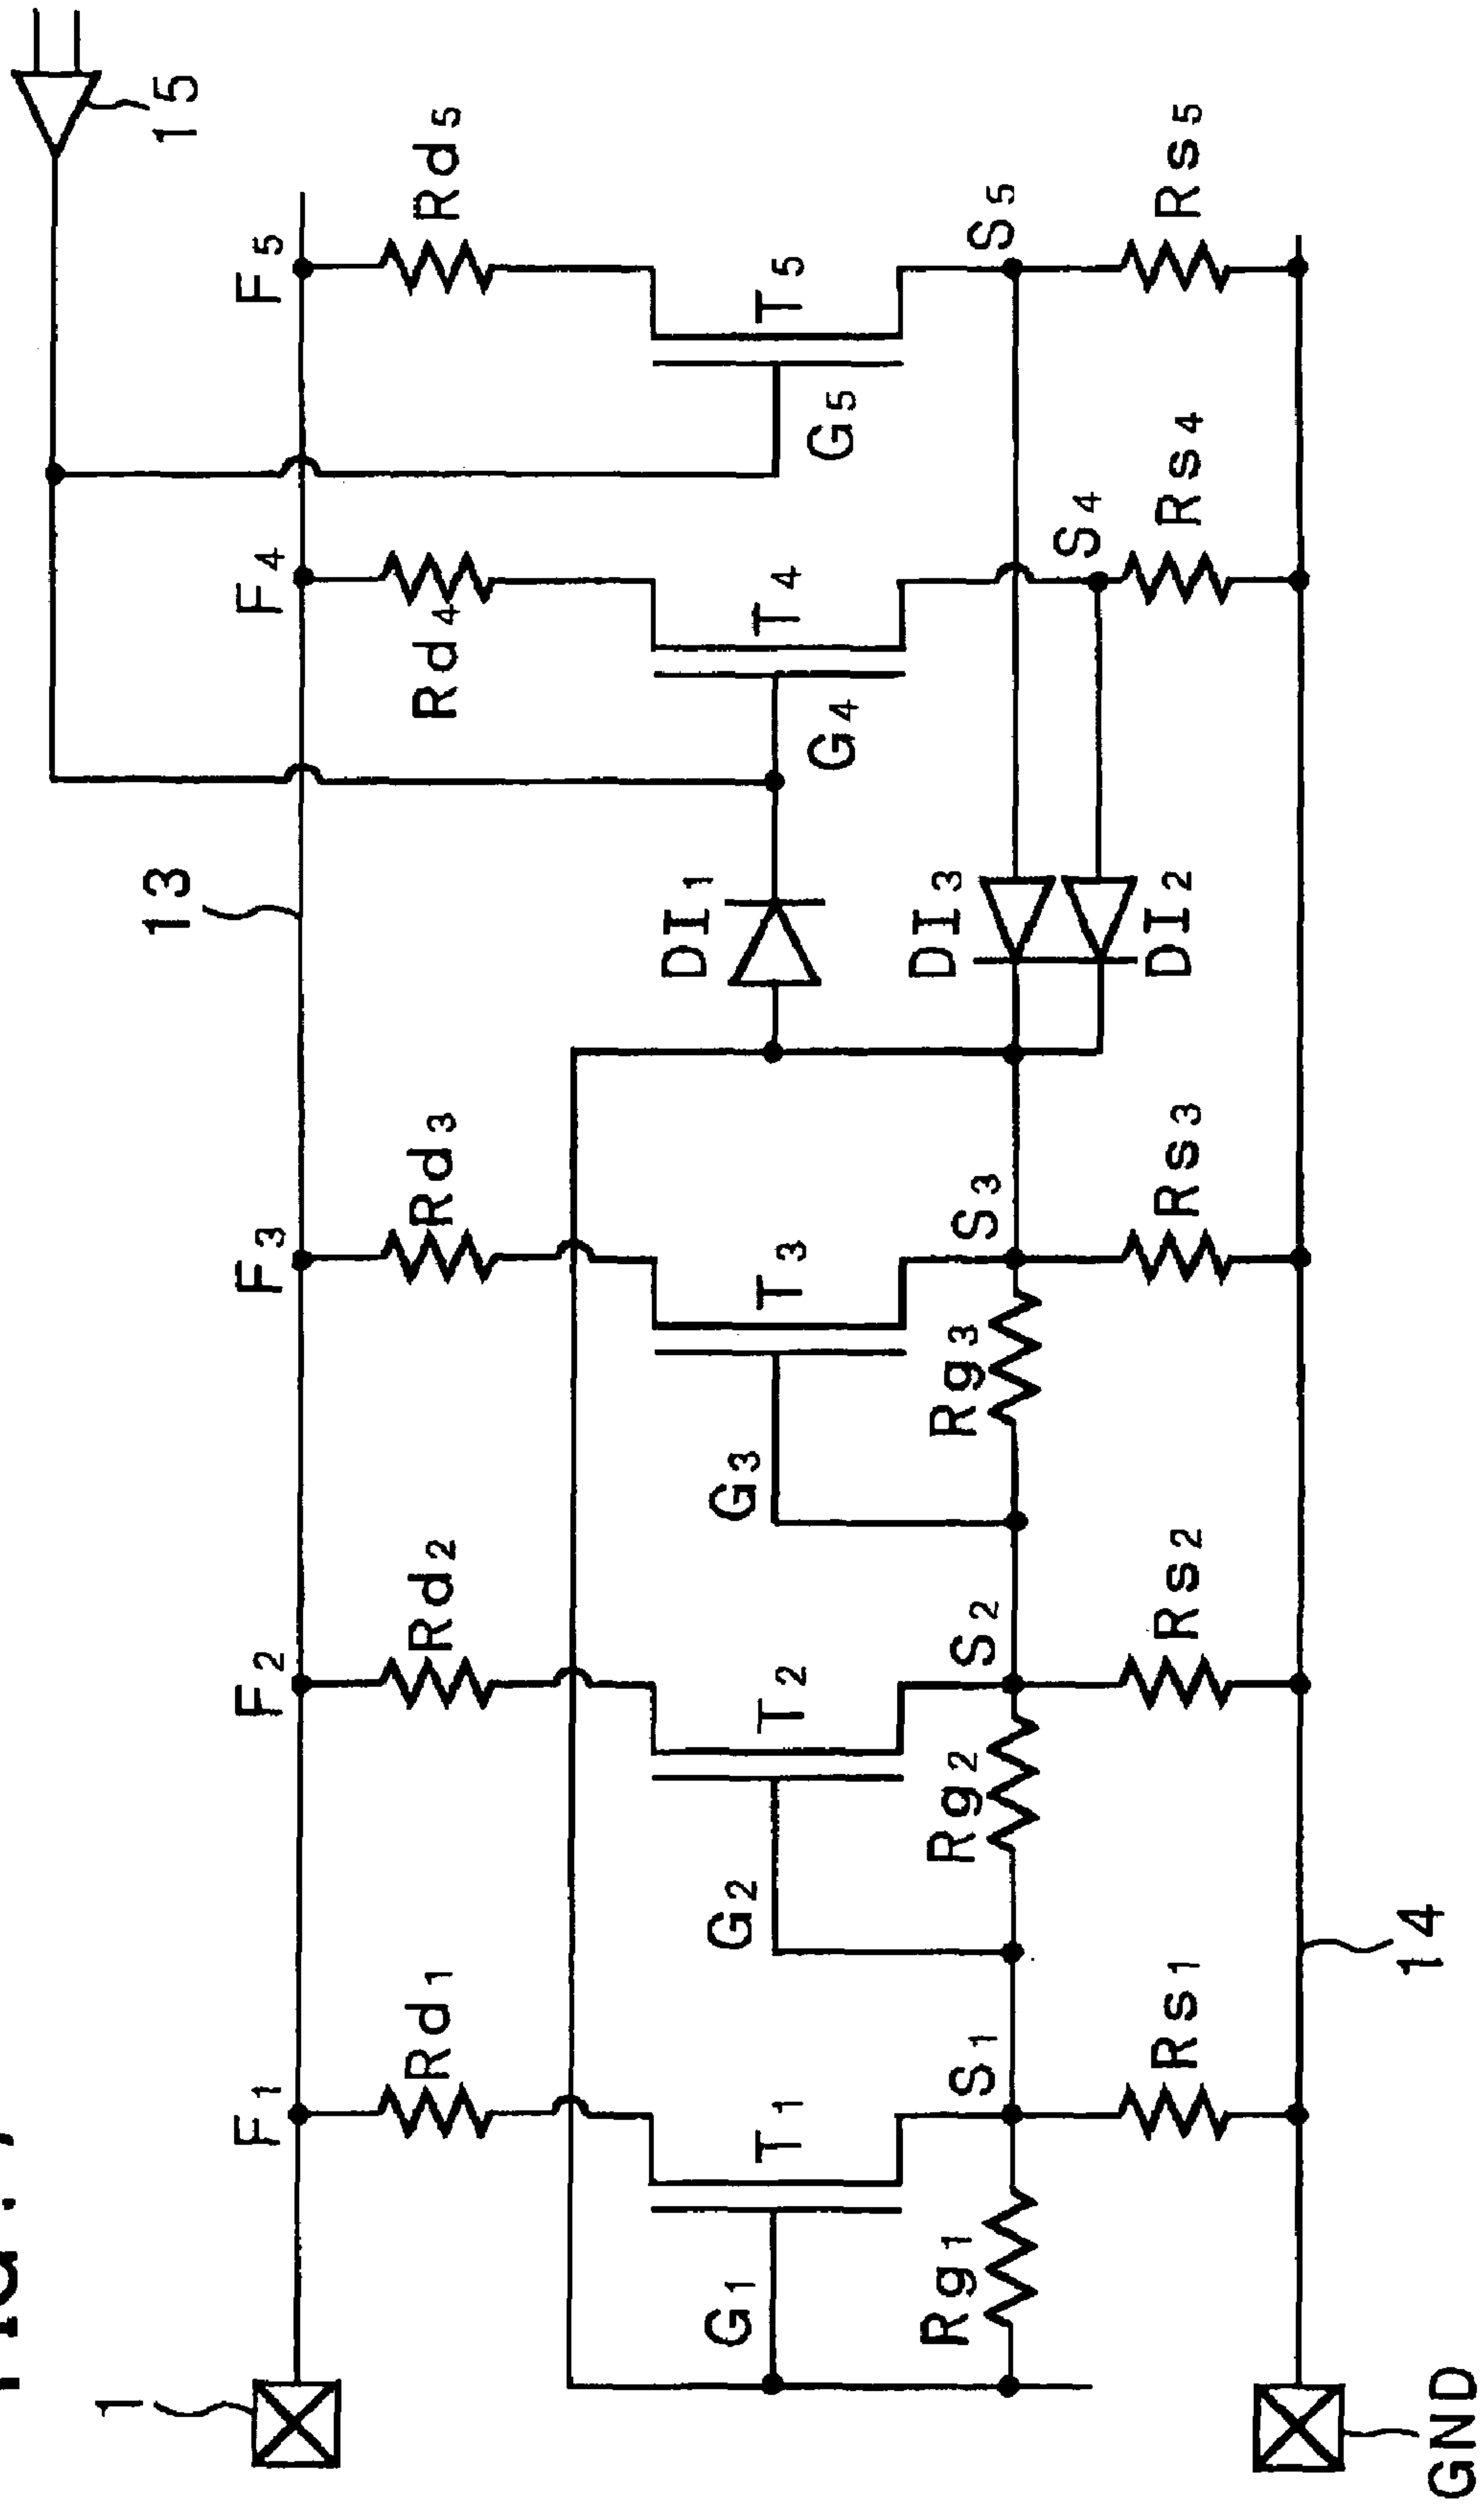 1
F1
F2
F3
13
F4
F5
15
Rd1
Rd2
Rd3
Rd4
Rd5
G1
T1
G2
T2
G3
T3
DI1
G4
T4
G5
T5
Rg1
S1
Rg2
S2
Rg3
S3
DI3
S5
S4
Rs1
Rs2
Rs3
DI2
Rs4
Rs5
GND
14